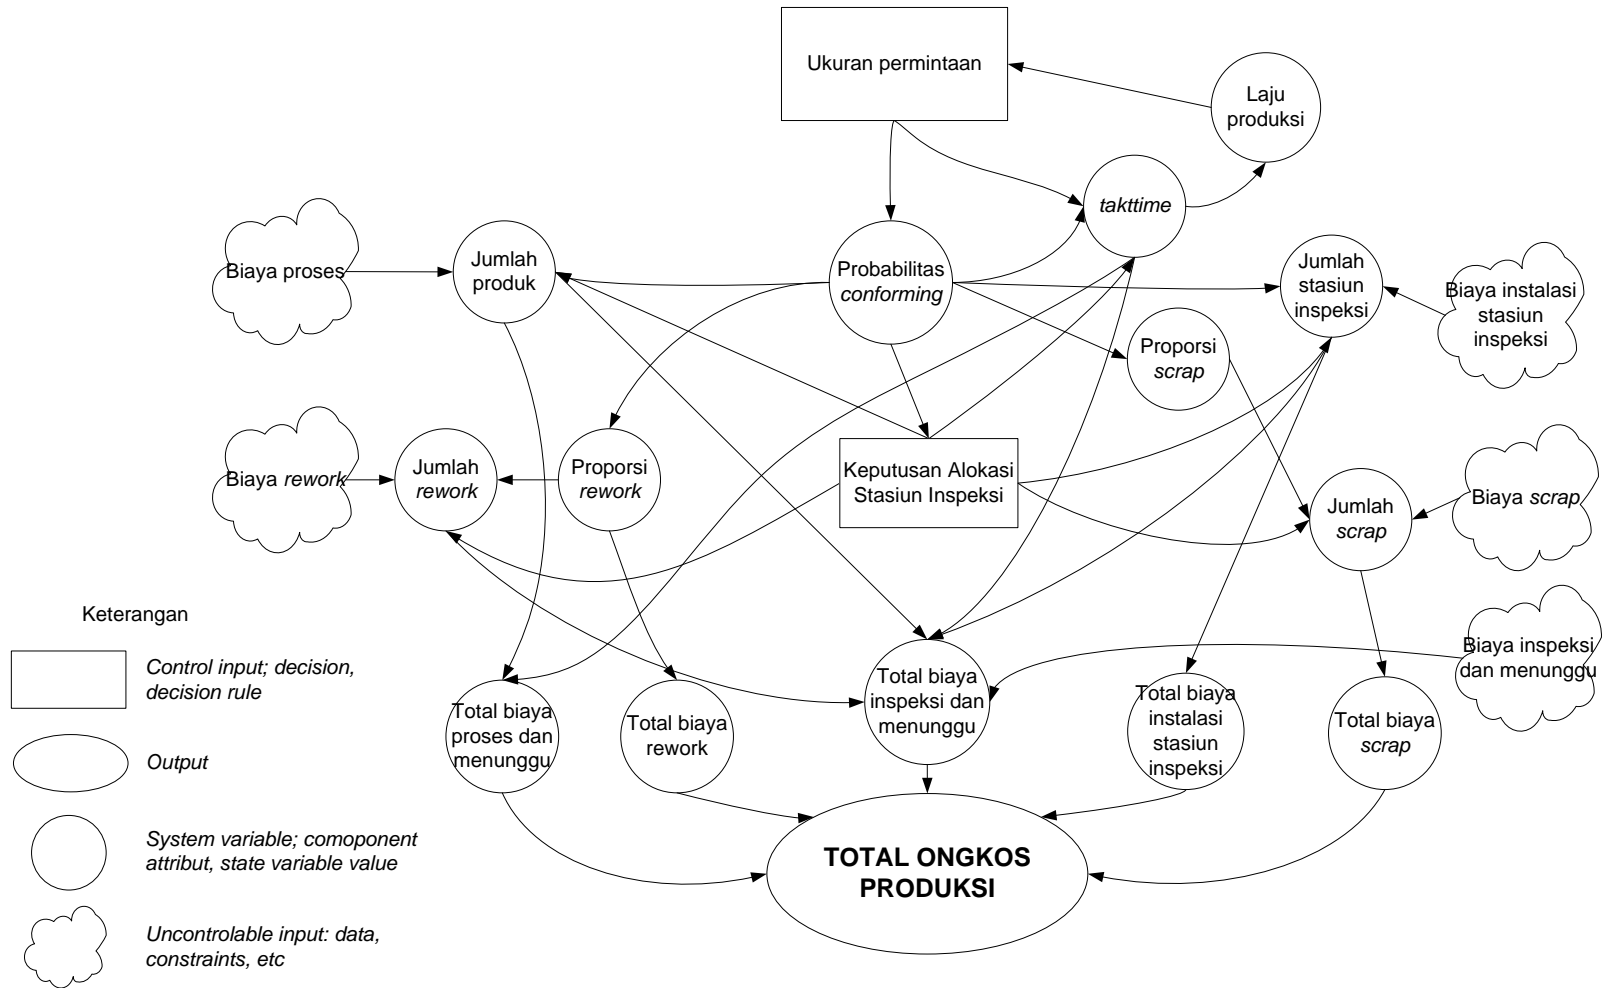 Ukuran permintaan
Laju
produksi
takttime
Biaya proses
Jumlah
produk
Probabilitas
conforming
Jumlah
stasiun
inspeksi
Biaya instalasi
stasiun
inspeksi
Proporsi
scrap
Biaya rework
Jumlah
rework
Proporsi
rework
Keputusan Alokasi
Stasiun Inspeksi
Jumlah
scrap
Biaya scrap
Keterangan
Control input; decision,
decision rule
Output
System variable; comoponent
attribut, state variable value
Uncontrolable input: data,
constraints, etc
Biaya inspeksi
dan menunggu
Total biaya
proses dan
menunggu
Total biaya
rework
Total biaya
inspeksi dan
menunggu
Total biaya
instalasi
stasiun
inspeksi
Total biaya
scrap
TOTAL ONGKOS
PRODUKSI